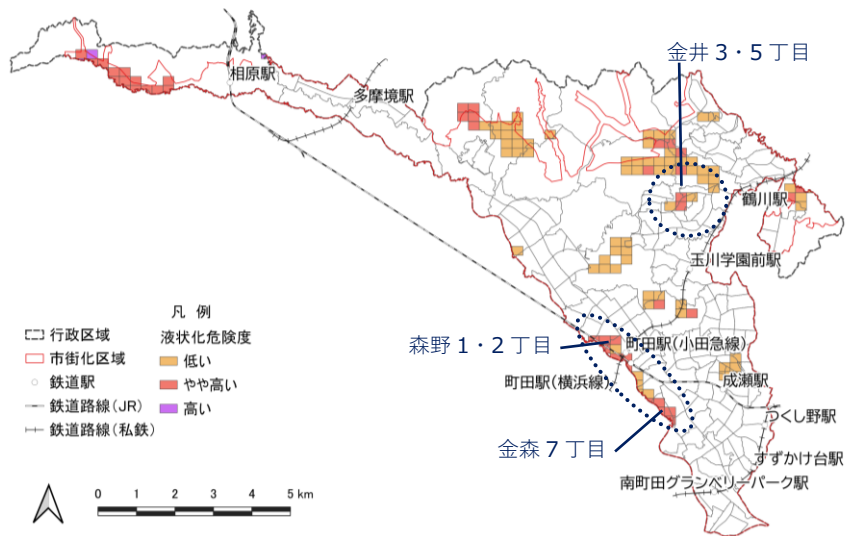 金井 3・5 丁目
相原駅
多摩境駅
鶴川駅
玉川学園前駅
森野 1・2 丁目
町田駅(小田急線)
町田駅(横浜線)
成瀬駅
金森 7 丁目
つくし野駅
すずかけ台駅
南町田グランベリーパーク駅
凡 例
行政区域
市街化区域
鉄道駅
鉄道路線(JR)
鉄道路線(私鉄)
液状化危険度
低い
やや高い
高い
0 1 2 3 4 5 km